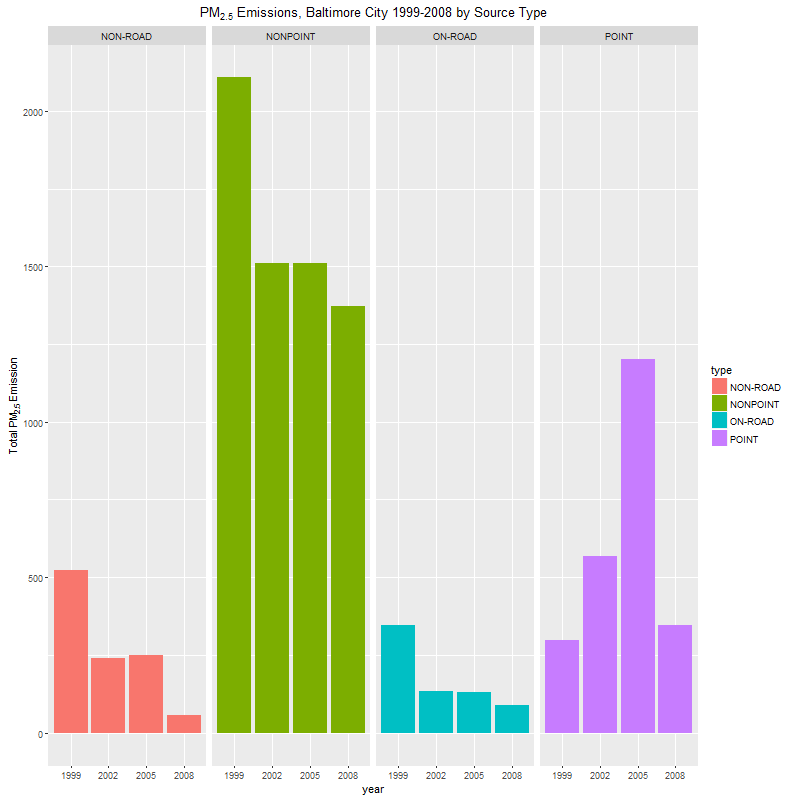 PM2.5 Emissions, Baltimore City 1999-2008 by Source Type
NON-ROAD NONPOINT ON-ROAD POINT
2000
1500
1000
500
0
Total PM2.5 Emission
1999 2002 2005 2008 1999 2002 2005 2008 1999 2002 2005 2008 1999 2002 2005 2008
year
type
NON-ROAD
NONPOINT
ON-ROAD
POINT